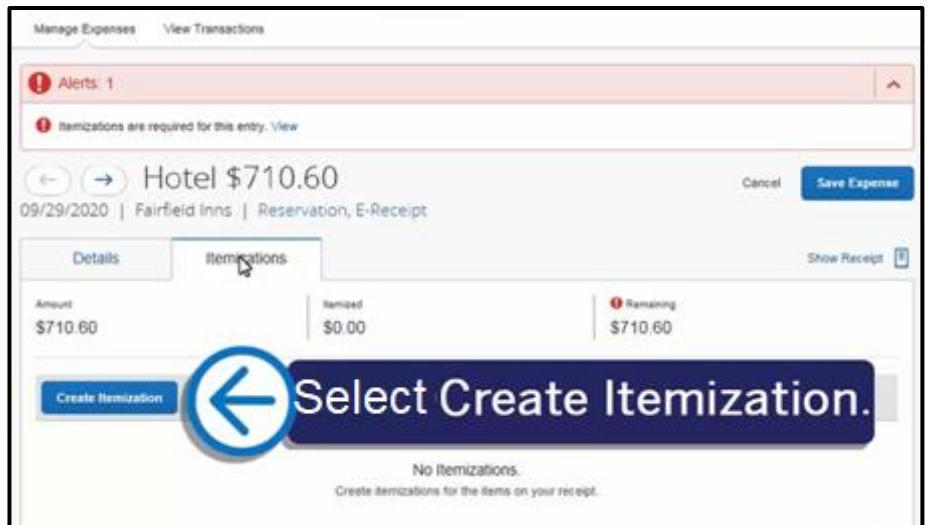 Manage Expenses View Transactions
Alerts: 1
Itemizations are required for this entry. View
Hotel $710.60
Cancel Save Expense
09/29/2020 | Fairfield Inns | Reservation, E-Receipt
Details Itemizations Show Receipt
Amount Itemized Remaining
$710.60 $0.00 $710.60
Create Itemization
Select Create Itemization.
No Itemizations.
Create itemizations for the items on your receipt.